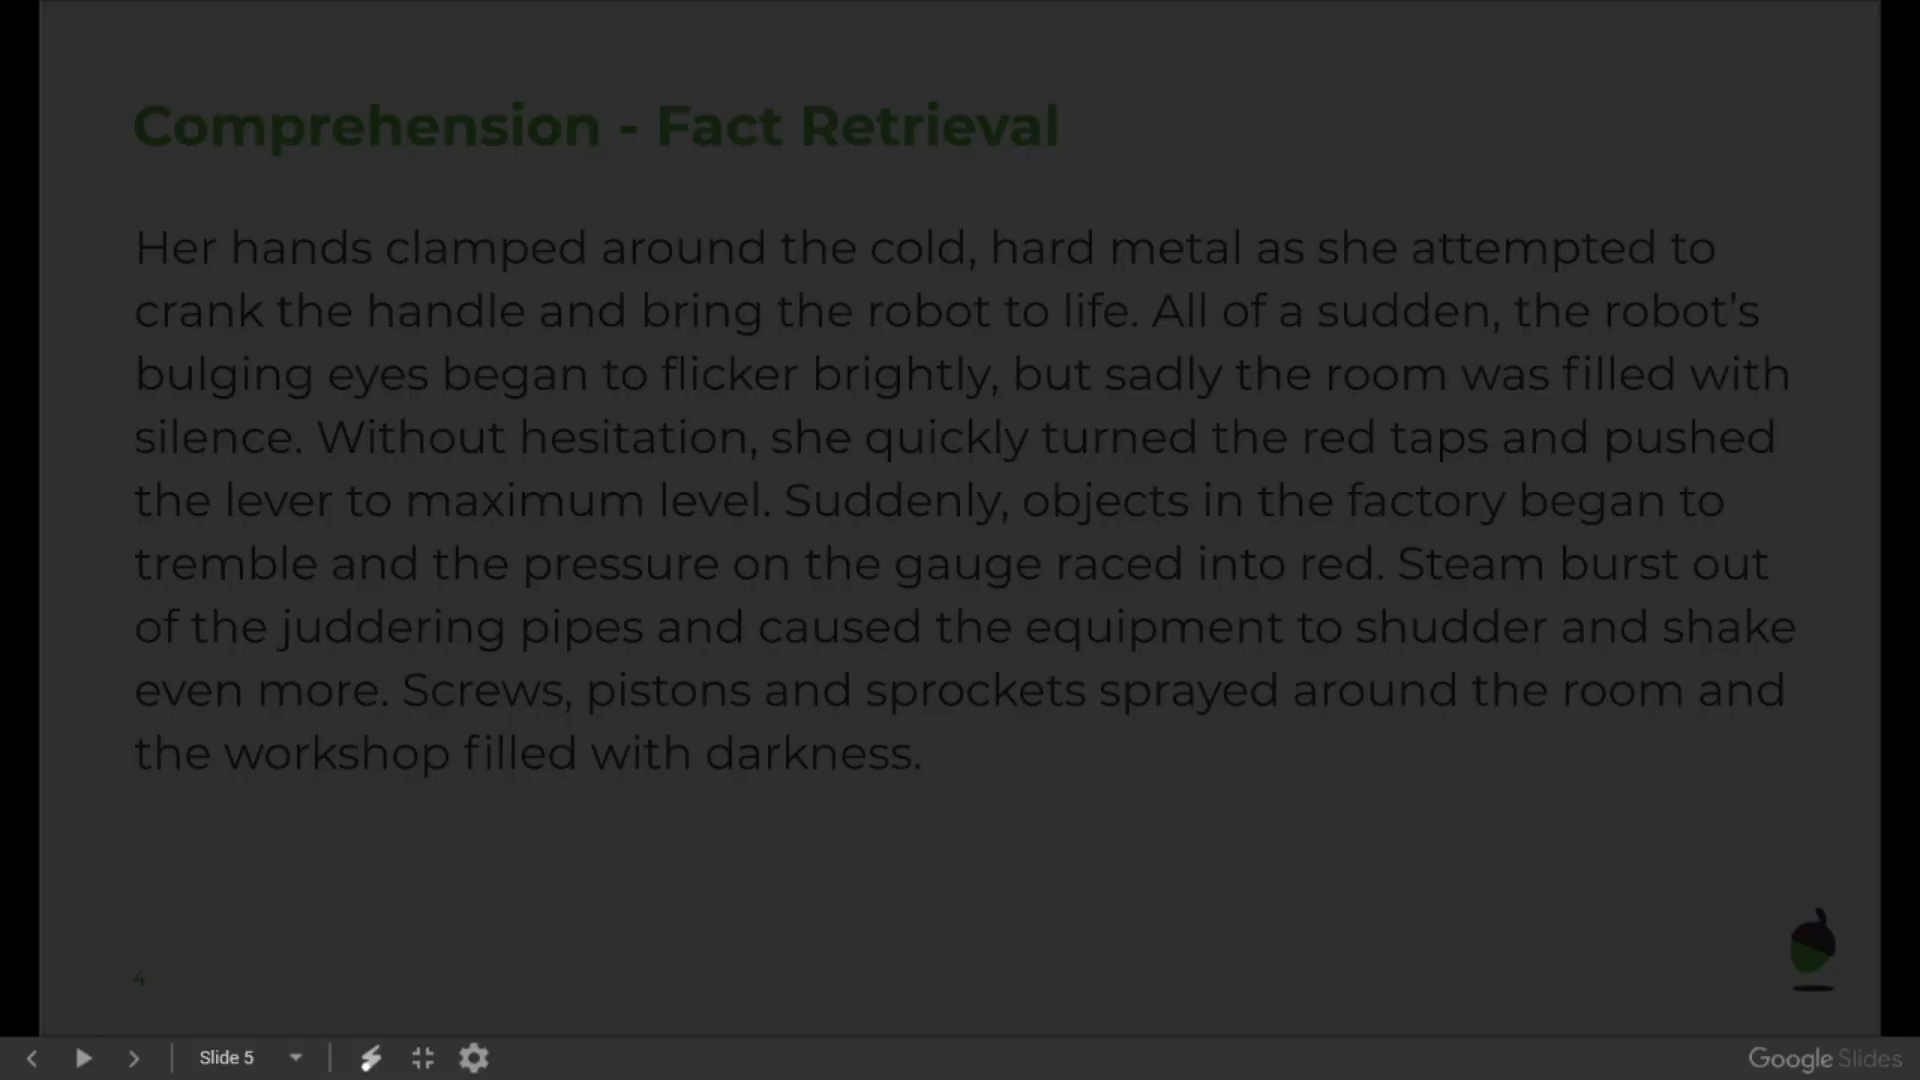 Comprehension - Fact Retrieval
Her hands clamped around the cold, hard metal as she attempted to
crank the handle and bring the robot to life. All of a sudden, the robot’s
bulging eyes began to flicker brightly, but sadly the room was filled with
silence. Without hesitation, she quickly turned the red taps and pushed
the lever to maximum level. Suddenly, objects in the factory began to
tremble and the pressure on the gauge raced into red. Steam burst out
of the juddering pipes and caused the equipment to shudder and shake
even more. Screws, pistons and sprockets sprayed around the room and
the workshop filled with darkness.
4
Slide 5
Google Slides